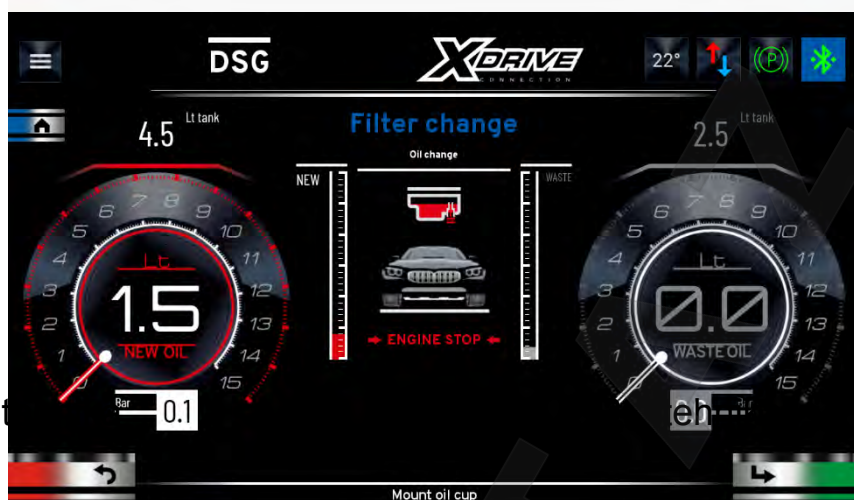 DSG
XDRIVE
CONNECTION
22°
(P)
4.5 Lt tank
Filter change
2.5 Lt tank
Oil change
NEW
WASTE
0 1 2 3 4 5 6 7 8 9 10 11 12 13 14 15
Lt
1.5
NEW OIL
ENGINE STOP
0 1 2 3 4 5 6 7 8 9 10 11 12 13 14 15
Lt
0.0
WASTE OIL
Bar 0.1
Bar
t
eh
Mount oil cup